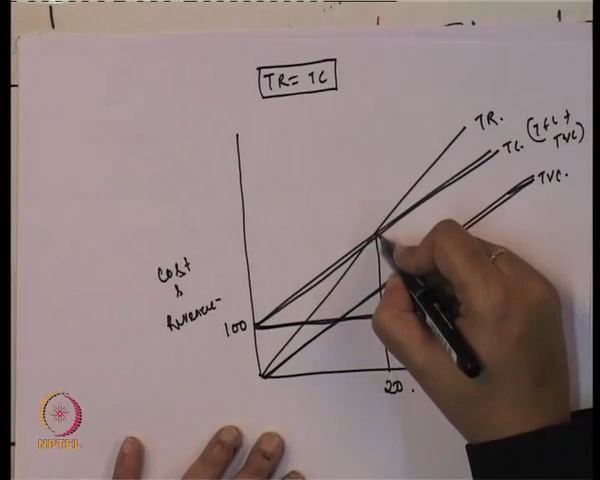 TR = TC
TR.
TC. (TFC +
TVC)
TVC.
Cost
&
Revenue
100
20.
NPTEL